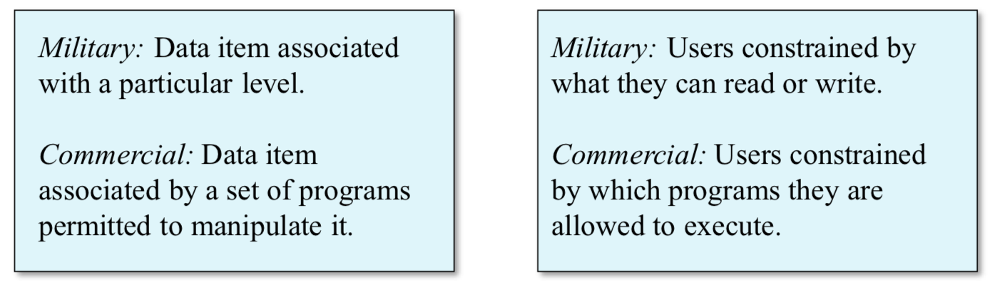 Military: Data item associated
with a particular level.
Commercial: Data item
associated by a set of programs
permitted to manipulate it.
Military: Users constrained by
what they can read or write.
Commercial: Users constrained
by which programs they are
allowed to execute.